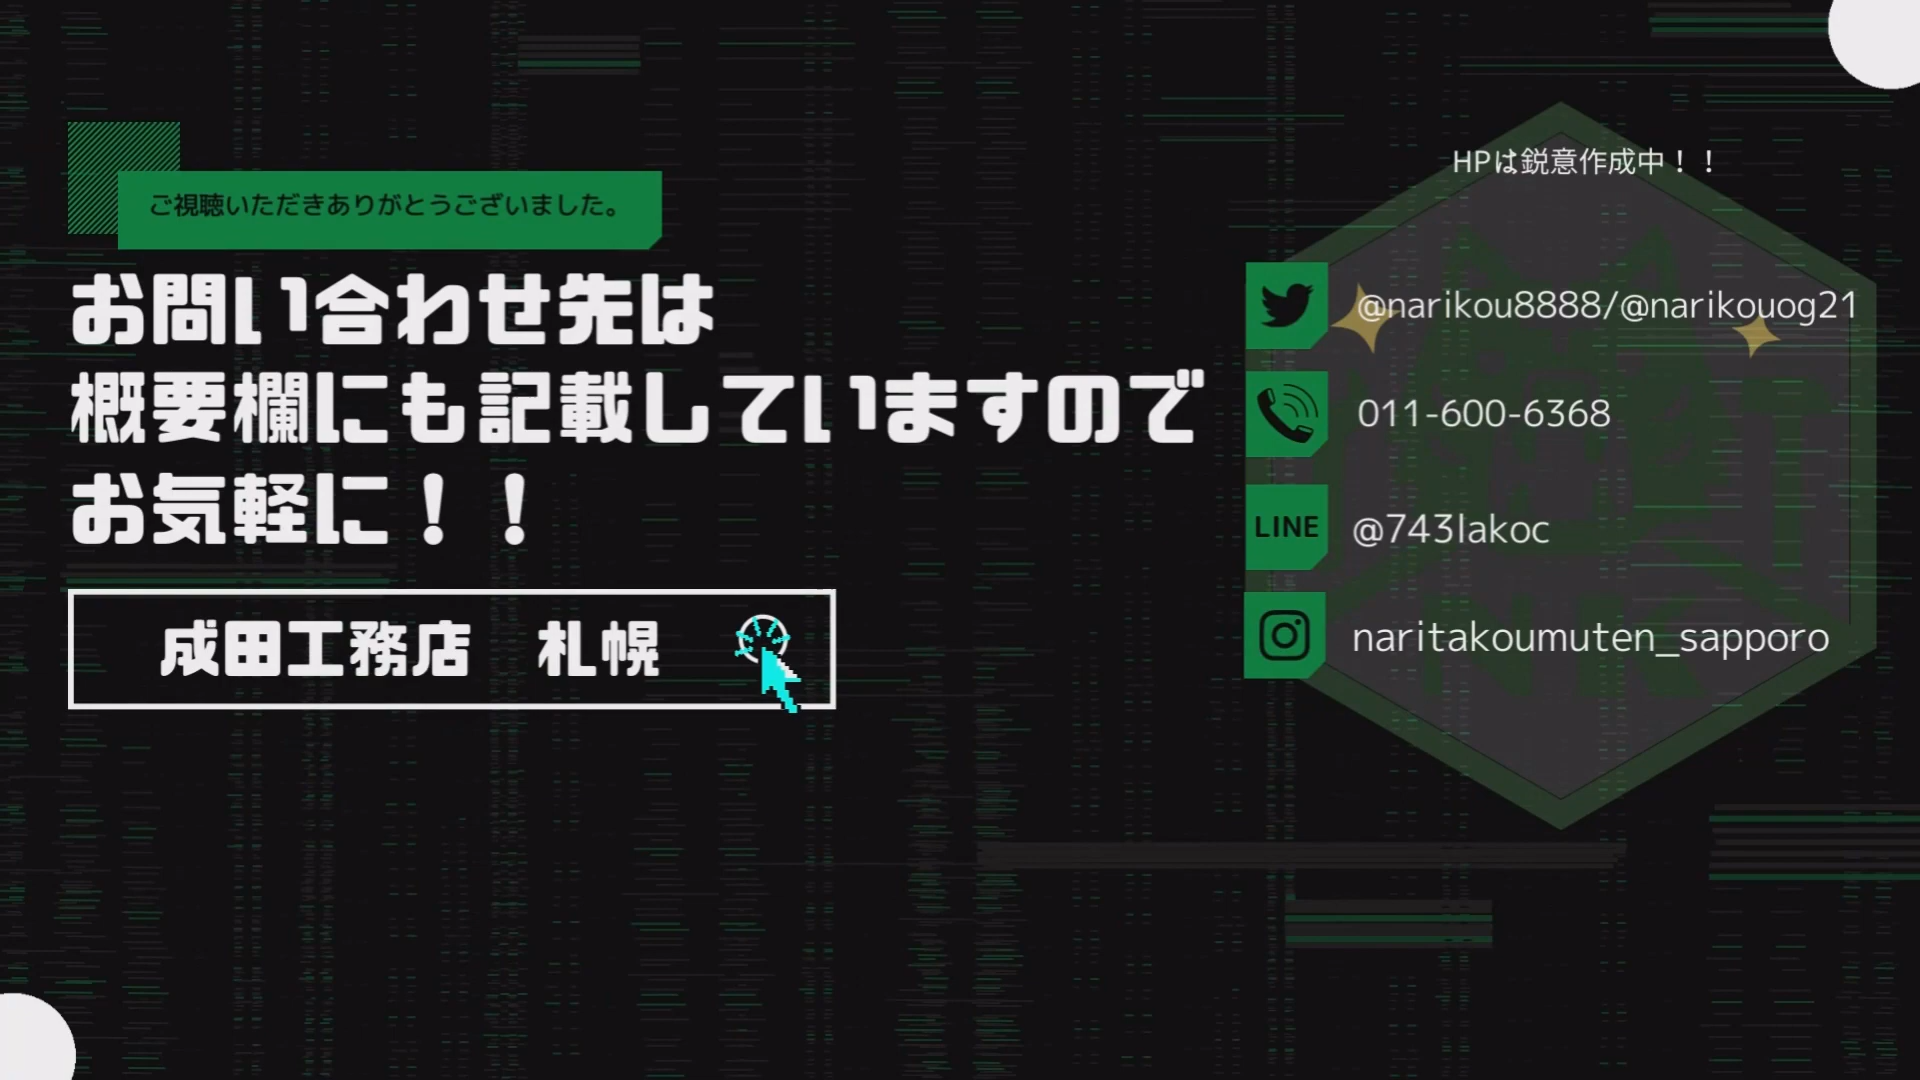 ご視聴いただきありがとうございました。
お問い合わせ先は
概要欄にも記載していますので
お気軽に！！
成田工務店　札幌
HPは鋭意作成中！！
@narikou8888/@narikouog21
011-600-6368
LINE @743lakoc
naritakoumuten_sapporo